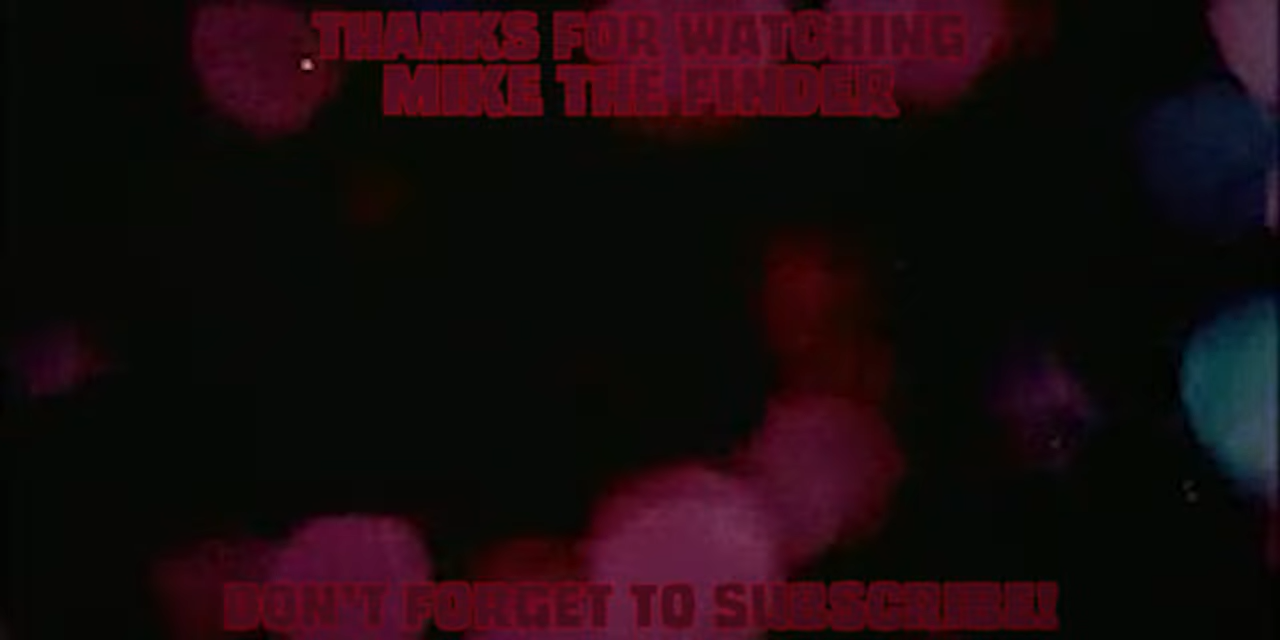 THANKS FOR WATCHING
MIKE THE FINDER
DON'T FORGET TO SUBSCRIBE!